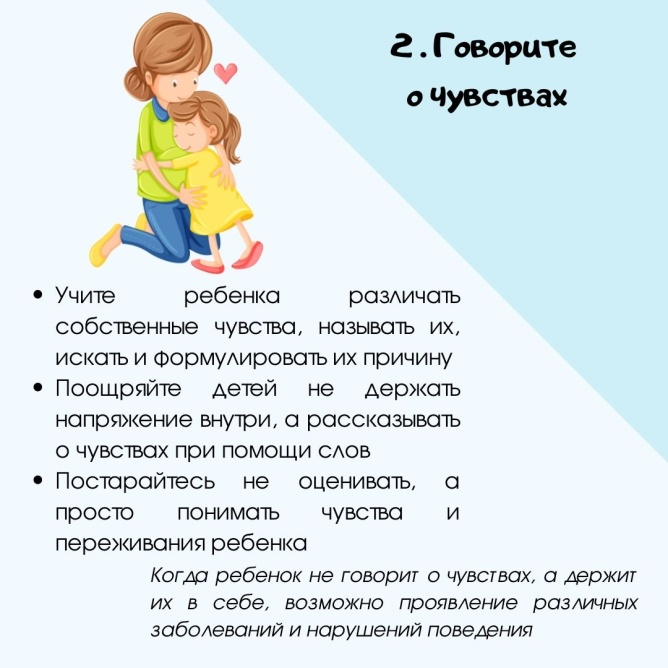 2.Говорите
о чувствах
• Учите ребенка различать
собственные чувства, называть их,
искать и формулировать их причину
• Поощряйте детей не держать
напряжение внутри, а рассказывать
о чувствах при помощи слов
• Постарайтесь не оценивать, а
просто понимать чувства и
переживания ребенка
Когда ребенок не говорит о чувствах, а держит
их в себе, возможно проявление различных
заболеваний и нарушений поведения